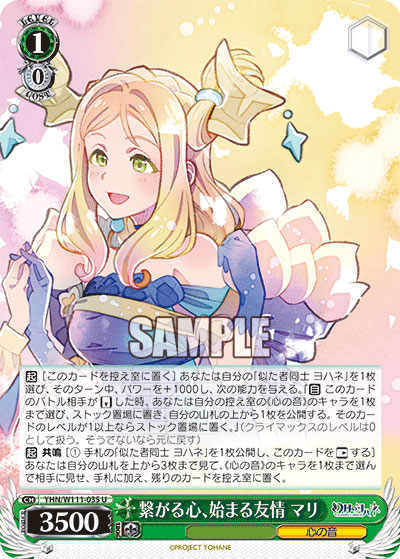 LEVEL
1
0
COST
SAMPLE
起 [このカードを控え室に置く] あなたは自分の「似た者同士 ヨハネ」を1枚
選び、そのターン中、パワーを＋1000し、次の能力を与える。『自 このカード
のバトル相手が した時、あなたは自分の控え室の《心の音》のキャラを1枚
まで選び、ストック置場に置き、自分の山札の上から1枚を公開する。そのカー
ドのレベルが1以上ならストック置場に置く。』（クライマックスのレベルは0
として扱う。そうでないなら元に戻す）
起 共鳴 [① 手札の「似た者同士 ヨハネ」を公開し、このカードを する]
あなたは自分の山札を上から3枚まで見て、《心の音》のキャラを1枚まで選ん
で相手に見せ、手札に加え、残りのカードを控え室に置く。
CH YHN/W111-035 U
3500
繋がる心、始まる友情 マリ
心の音
©PROJECT YOHANE